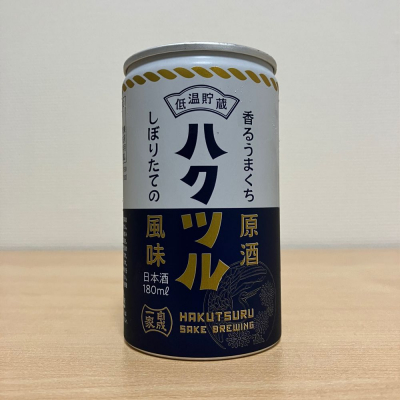 低温貯蔵
香るうまくち
しぼりたての
ハクツル
原酒
風味
日本酒
180ml
HAKUTSURU
SAKE BREWING